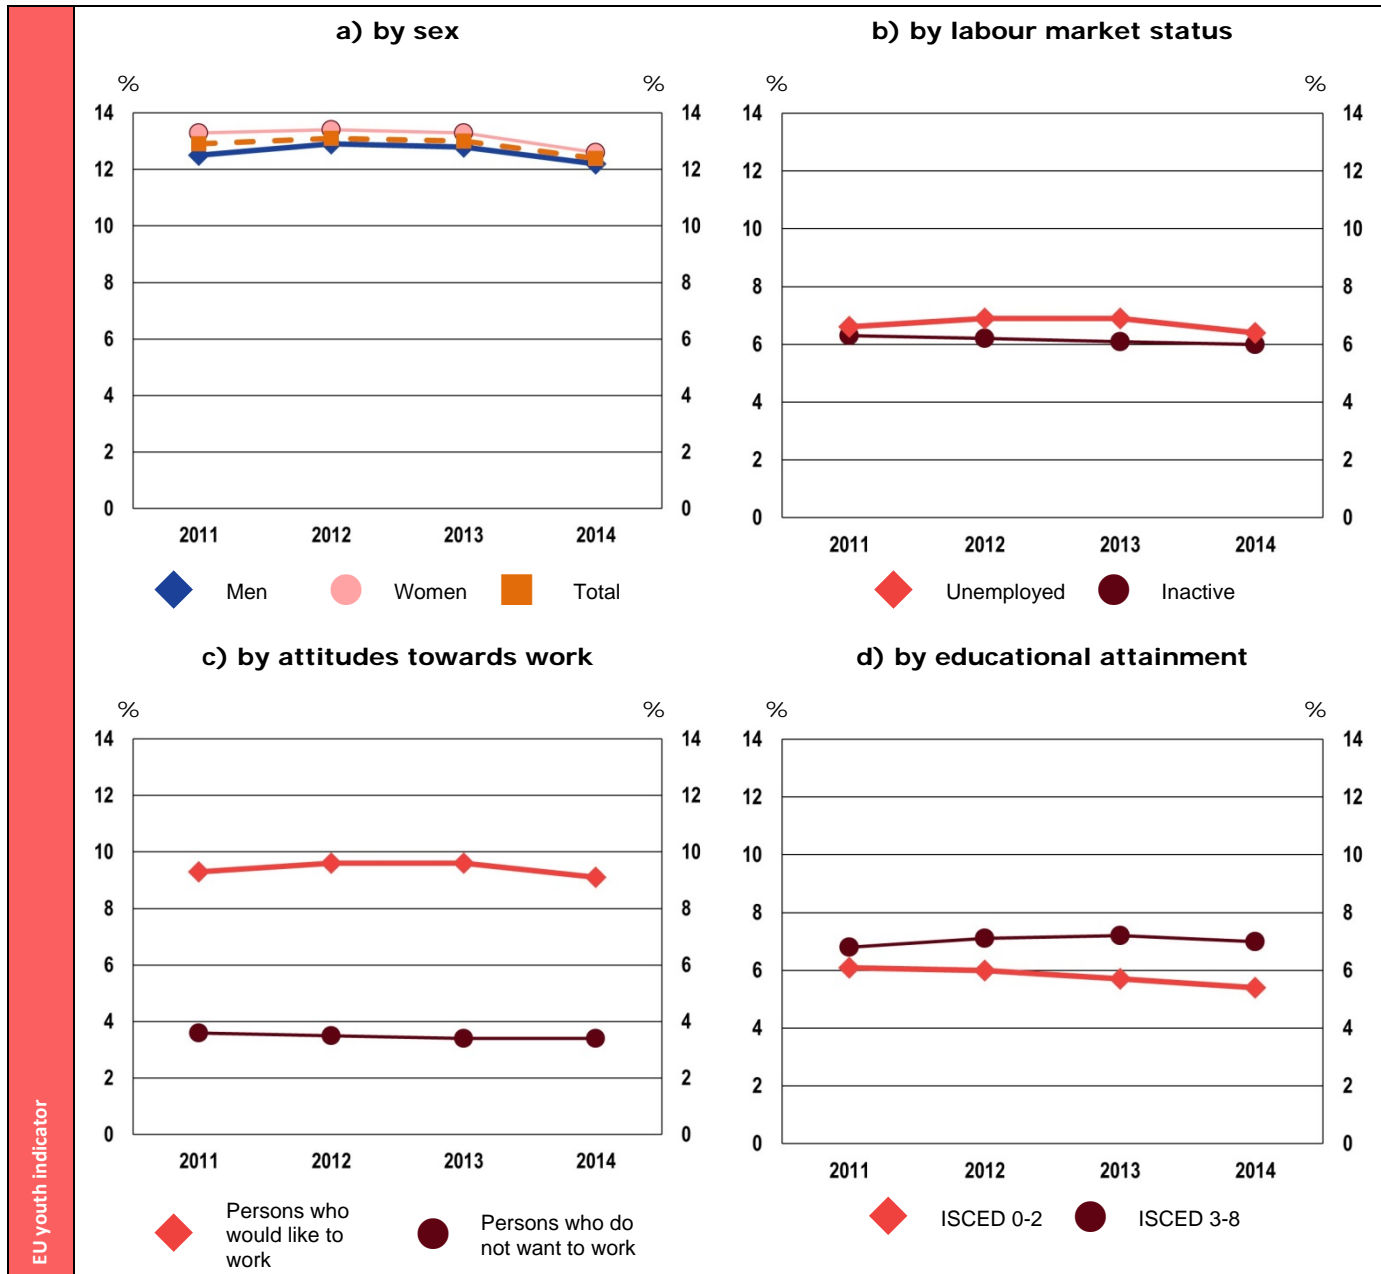 a) by sex
% %
14 14
12 12
10 10
8 8
6 6
4 4
2 2
0 0
2011 2012 2013 2014
Men Women Total
b) by labour market status
% %
14 14
12 12
10 10
8 8
6 6
4 4
2 2
0 0
2011 2012 2013 2014
Unemployed Inactive
c) by attitudes towards work
% %
14 14
12 12
10 10
8 8
6 6
4 4
2 2
0 0
2011 2012 2013 2014
Persons who
would like to
work
Persons who do
not want to work
d) by educational attainment
% %
14 14
12 12
10 10
8 8
6 6
4 4
2 2
0 0
2011 2012 2013 2014
ISCED 0-2 ISCED 3-8
EU youth indicator